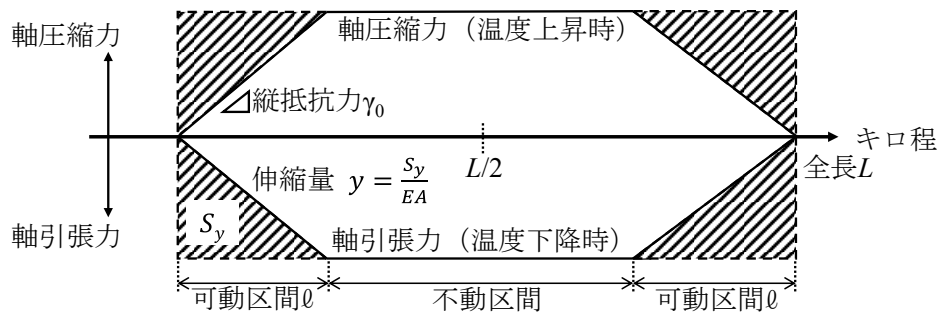 軸圧縮力
軸圧縮力（温度上昇時）
縦抵抗力γ0
キロ程
伸縮量 y = Sy/EA
L/2
全長L
Sy
軸引張力
軸引張力（温度下降時）
可動区間ℓ
不動区間
可動区間ℓ